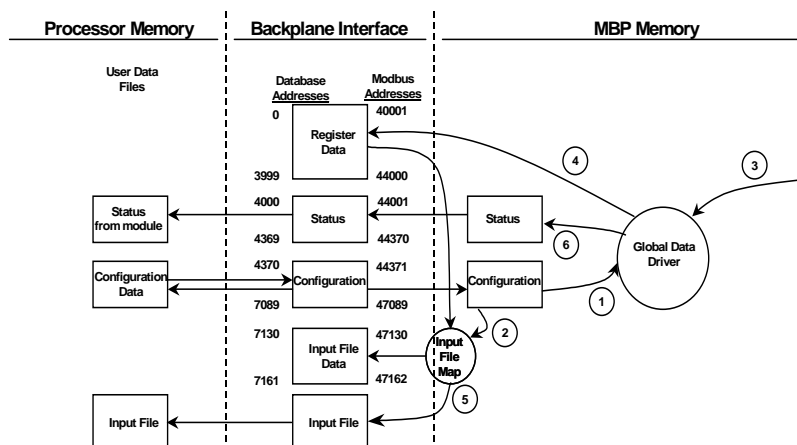 Processor Memory
Backplane Interface
MBP Memory
User Data
Files
Database
Addresses
Modbus
Addresses
0
40001
Register
Data
3999
44000
4
3
4000
44001
Status
from module
Status
Status
6
Global Data
Driver
4369
44370
4370
44371
Configuration
Data
Configuration
Configuration
1
7089
47089
2
7130
47130
Input File
Data
Input
File
Map
7161
47162
5
Input File
Input File